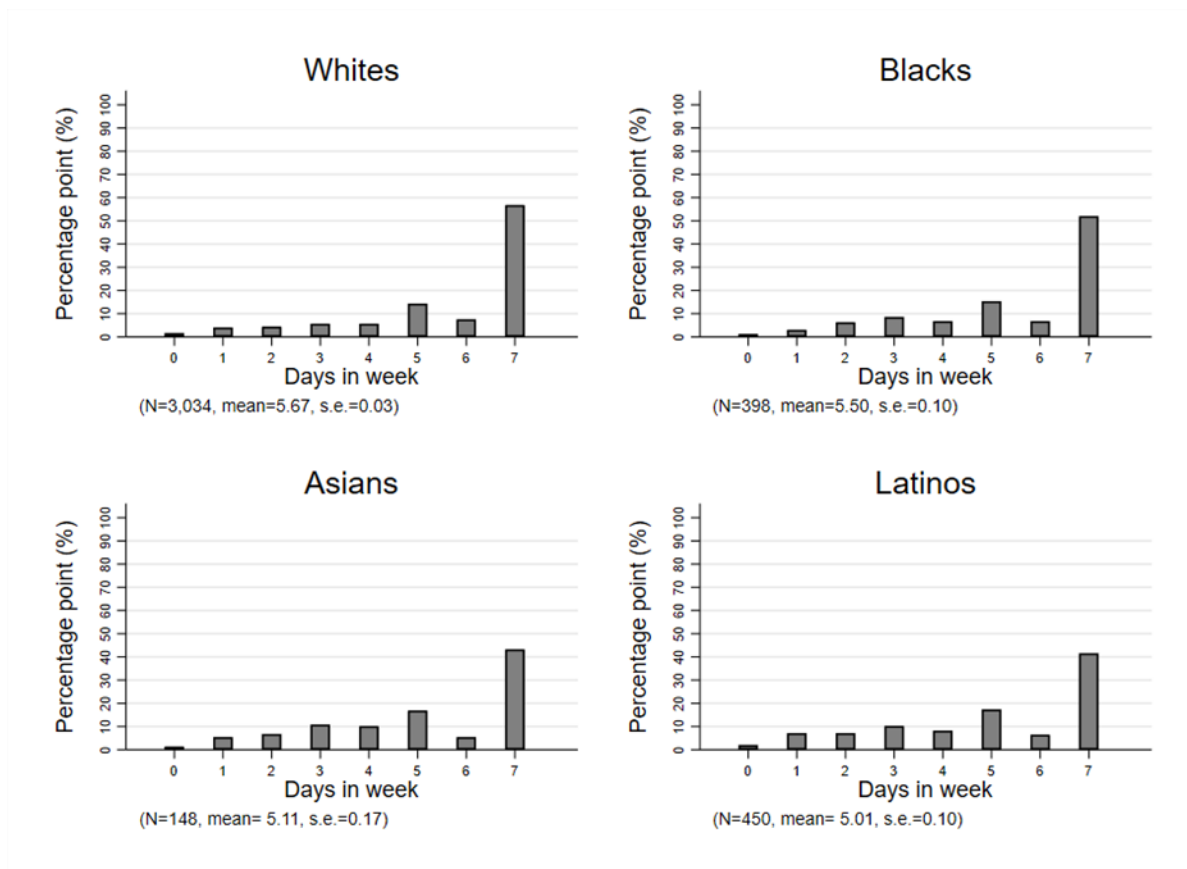 Whites
Percentage point (%)
100
90
80
70
60
50
40
30
20
10
0
0 1 2 3 4 5 6 7
Days in week
(N=3,034, mean=5.67, s.e.=0.03)
Blacks
Percentage point (%)
100
90
80
70
60
50
40
30
20
10
0
0 1 2 3 4 5 6 7
Days in week
(N=398, mean=5.50, s.e.=0.10)
Asians
Percentage point (%)
100
90
80
70
60
50
40
30
20
10
0
0 1 2 3 4 5 6 7
Days in week
(N=148, mean= 5.11, s.e.=0.17)
Latinos
Percentage point (%)
100
90
80
70
60
50
40
30
20
10
0
0 1 2 3 4 5 6 7
Days in week
(N=450, mean= 5.01, s.e.=0.10)